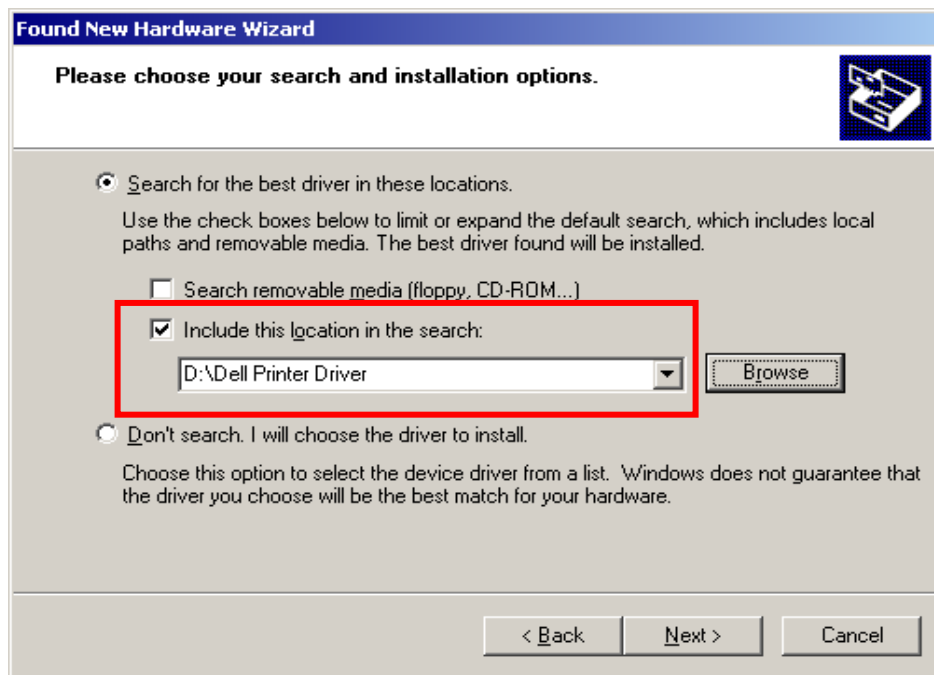 Found New Hardware Wizard
Please choose your search and installation options.
Search for the best driver in these locations.
Use the check boxes below to limit or expand the default search, which includes local
paths and removable media. The best driver found will be installed.
Search removable media (floppy, CD-ROM...)
Include this location in the search:
D:\Dell Printer Driver
Browse
Don't search. I will choose the driver to install.
Choose this option to select the device driver from a list.  Windows does not guarantee that
the driver you choose will be the best match for your hardware.
< Back
Next >
Cancel